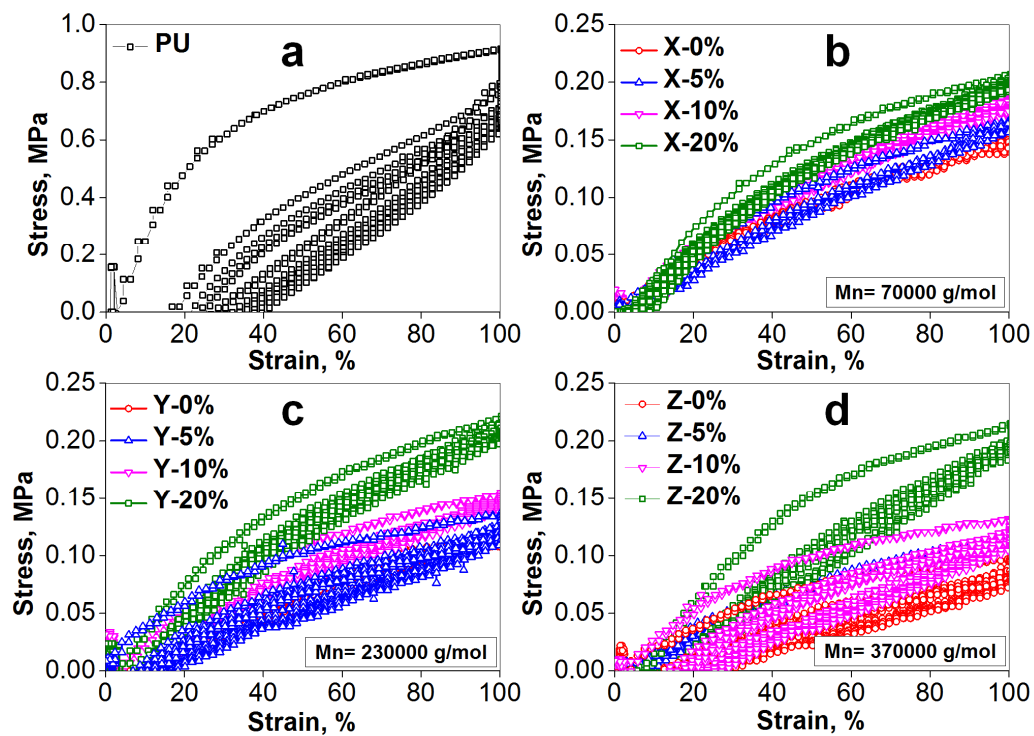 1.0
0.8
0.6
0.4
0.2
0.0
Stress, MPa
PU
a
0 20 40 60 80 100
Strain, %
0.25
0.20
0.15
0.10
0.05
0.00
Stress, MPa
X-0%
X-5%
X-10%
X-20%
b
Mn= 70000 g/mol
0 20 40 60 80 100
Strain, %
0.25
0.20
0.15
0.10
0.05
0.00
Stress, MPa
Y-0%
Y-5%
Y-10%
Y-20%
c
Mn= 230000 g/mol
0 20 40 60 80 100
Strain, %
0.25
0.20
0.15
0.10
0.05
0.00
Stress, MPa
Z-0%
Z-5%
Z-10%
Z-20%
d
Mn= 370000 g/mol
0 20 40 60 80 100
Strain, %